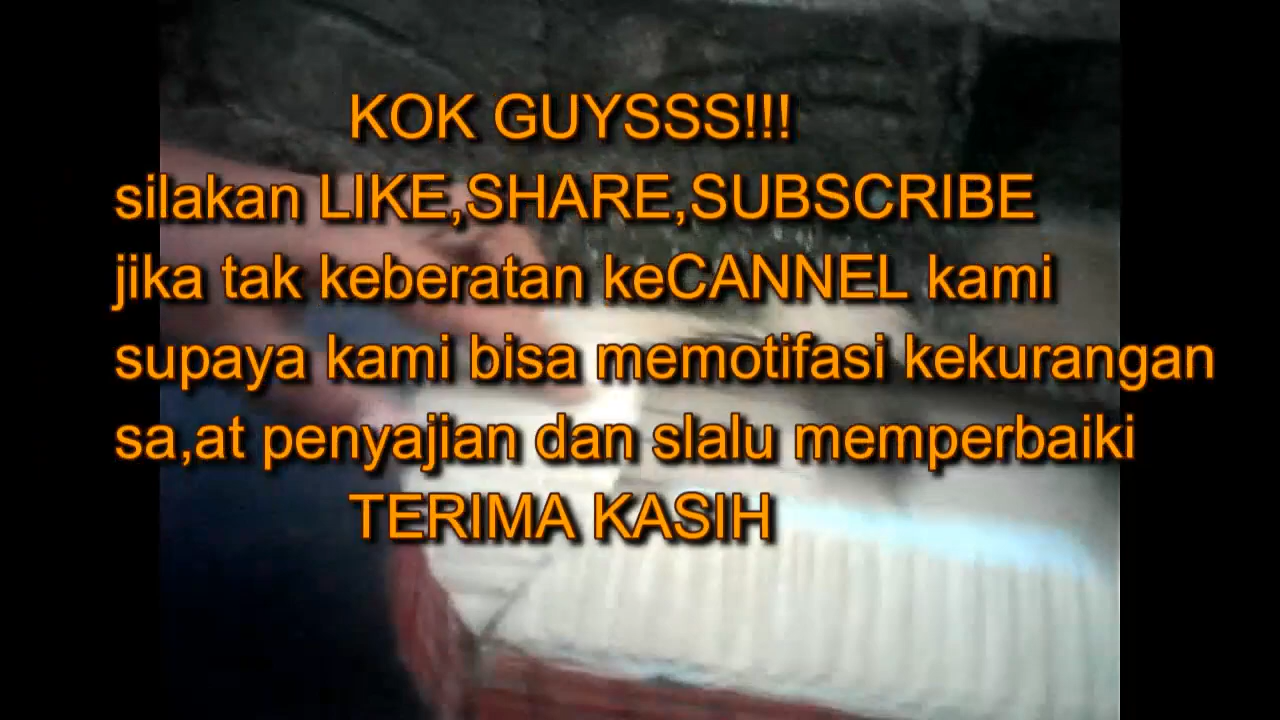 KOK GUYSSS!!!
silakan LIKE,SHARE,SUBSCRIBE
jika tak keberatan keCANNEL kami
supaya kami bisa memotifasi kekurangan
sa,at penyajian dan slalu memperbaiki
TERIMA KASIH